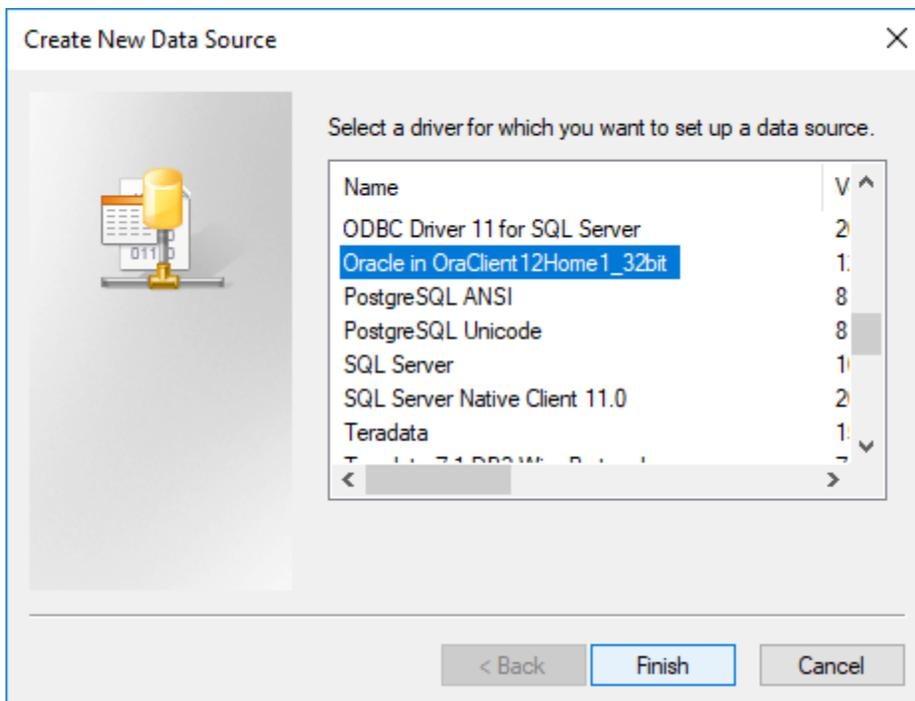 Create New Data Source
Select a driver for which you want to set up a data source.
Name
ODBC Driver 11 for SQL Server
Oracle in OraClient12Home1_32bit
PostgreSQL ANSI
8
PostgreSQL Unicode
8
SQL Server
SQL Server Native Client 11.0
Teradata
< Back
Finish
Cancel